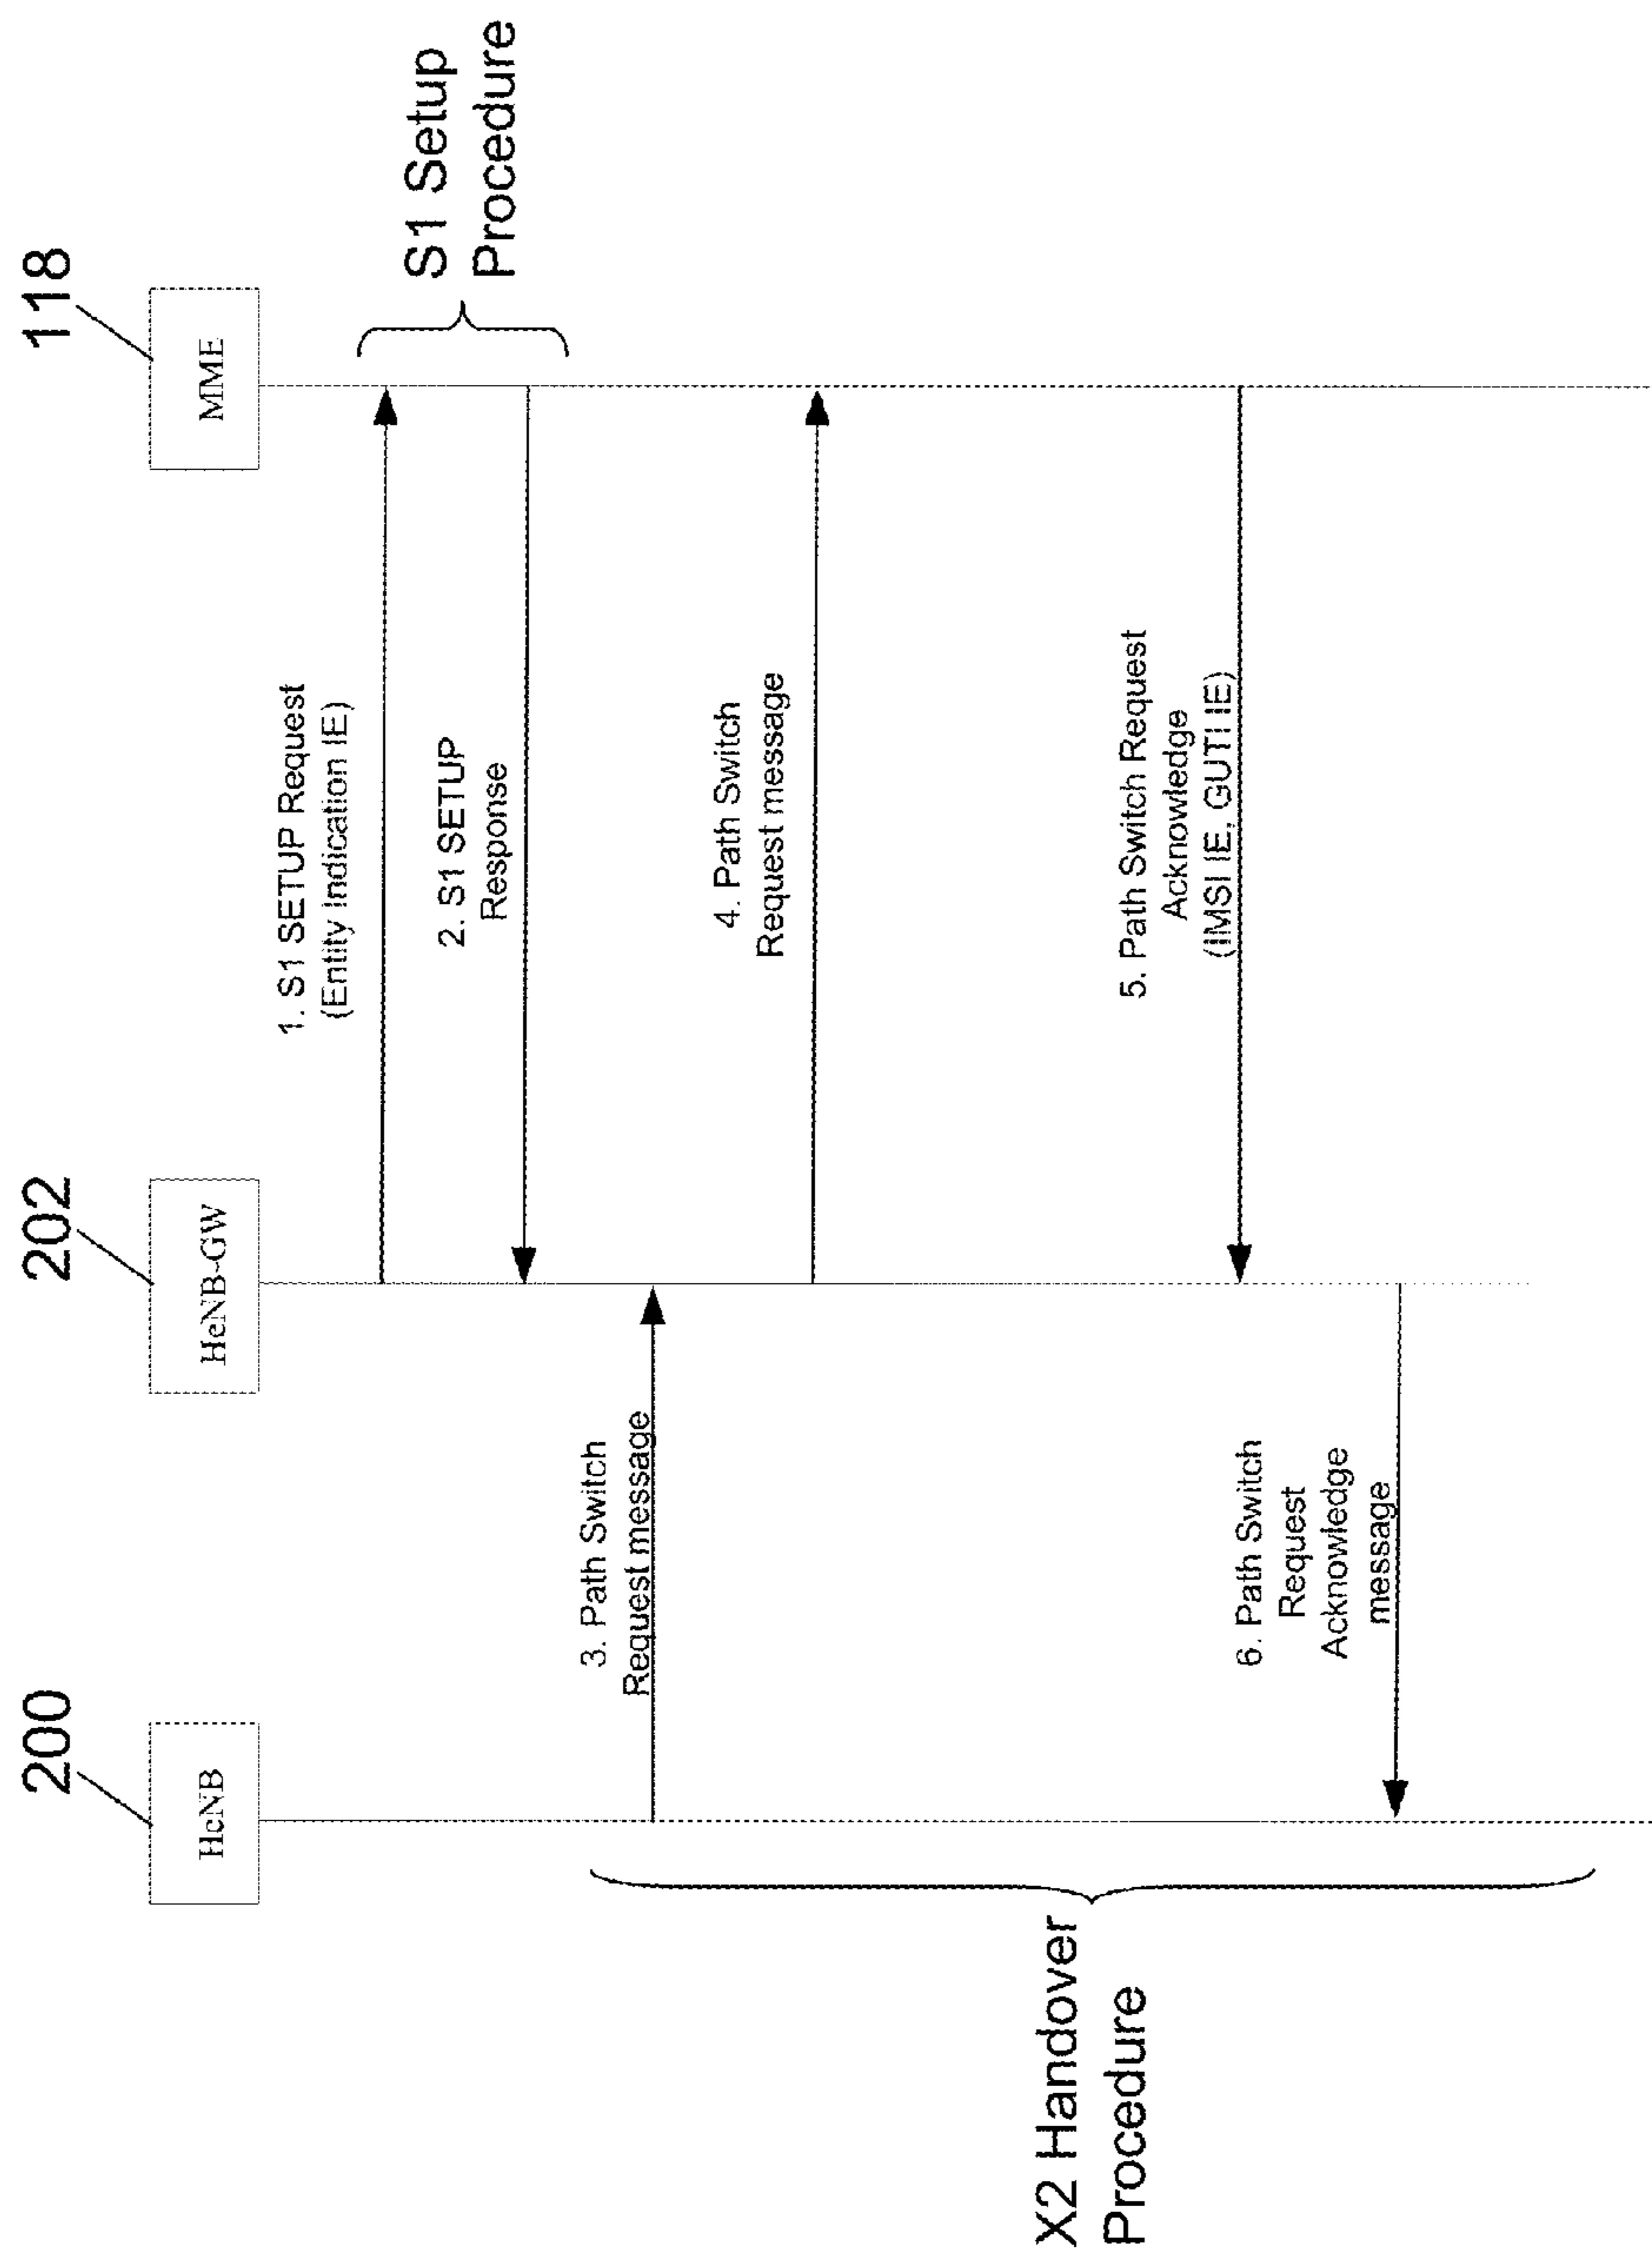 200
202
118
HeNB
HeNB-GW
MME
1. S1 SETUP Request
(Entity Indication IE)
S1 Setup
Procedure
2. S1 SETUP
Response
3. Path Switch
Request message
4. Path Switch
Request message
X2 Handover
Procedure
5. Path Switch Request
Acknowledge
(IMSI IE, GUTI IE)
6. Path Switch
Request
Acknowledge
message